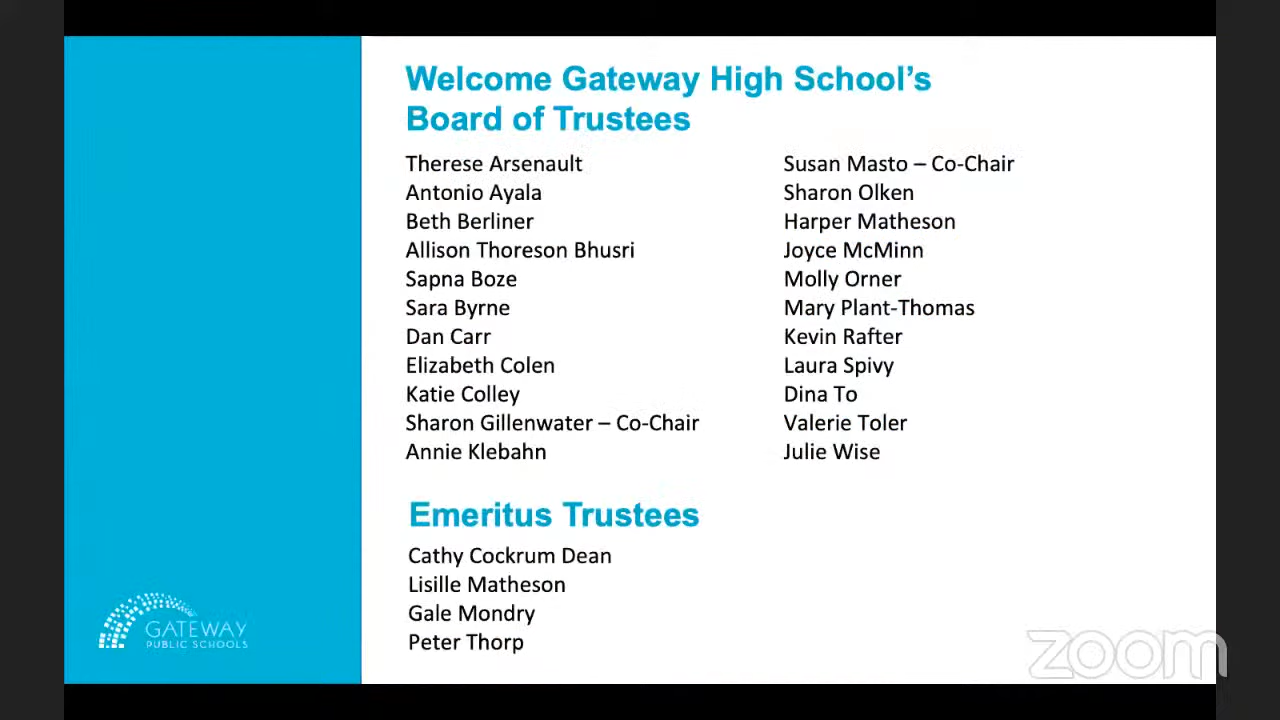 Welcome Gateway High School’s
Board of Trustees
Therese Arsenault
Antonio Ayala
Beth Berliner
Allison Thoreson Bhusri
Sapna Boze
Sara Byrne
Dan Carr
Elizabeth Colen
Katie Colley
Sharon Gillenwater – Co-Chair
Annie Klebahn
Susan Masto – Co-Chair
Sharon Olken
Harper Matheson
Joyce McMinn
Molly Orner
Mary Plant-Thomas
Kevin Rafter
Laura Spivy
Dina To
Valerie Toler
Julie Wise
Emeritus Trustees
Cathy Cockrum Dean
Lisille Matheson
Gale Mondry
Peter Thorp
GATEWAY
PUBLIC SCHOOLS
zoom